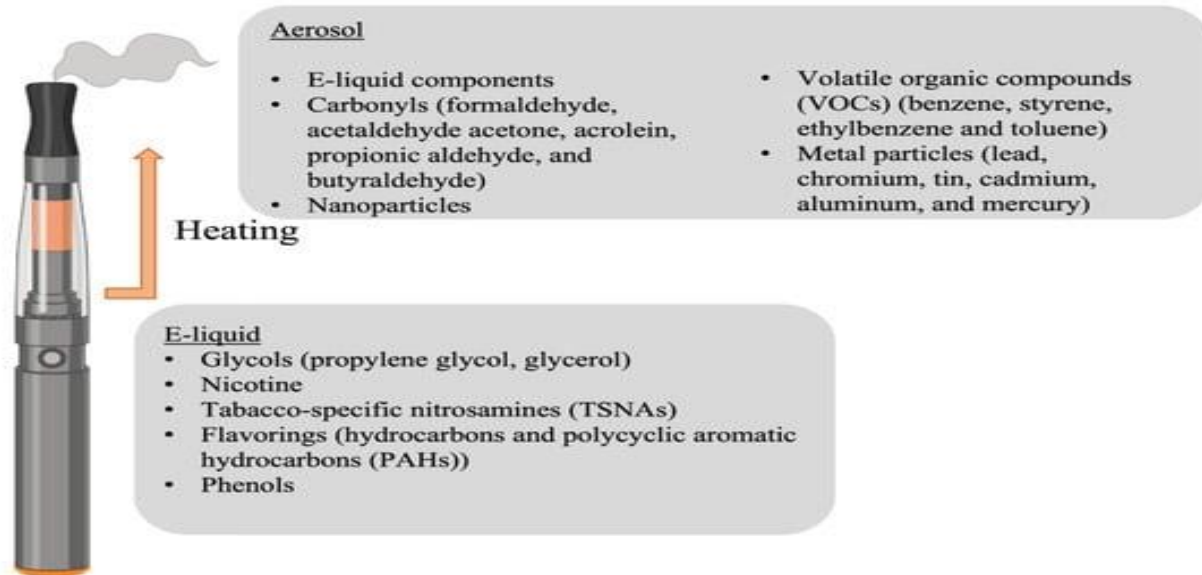 Aerosol
• E-liquid components
• Carbonyls (formaldehyde,
acetaldehyde acetone, acrolein,
propionic aldehyde, and
butyraldehyde)
• Nanoparticles
• Volatile organic compounds
(VOCs) (benzene, styrene,
ethylbenzene and toluene)
• Metal particles (lead,
chromium, tin, cadmium,
aluminum, and mercury)
Heating
E-liquid
• Glycols (propylene glycol, glycerol)
• Nicotine
• Tabacco-specific nitrosamines (TSNAs)
• Flavorings (hydrocarbons and polycyclic aromatic
hydrocarbons (PAHs))
• Phenols